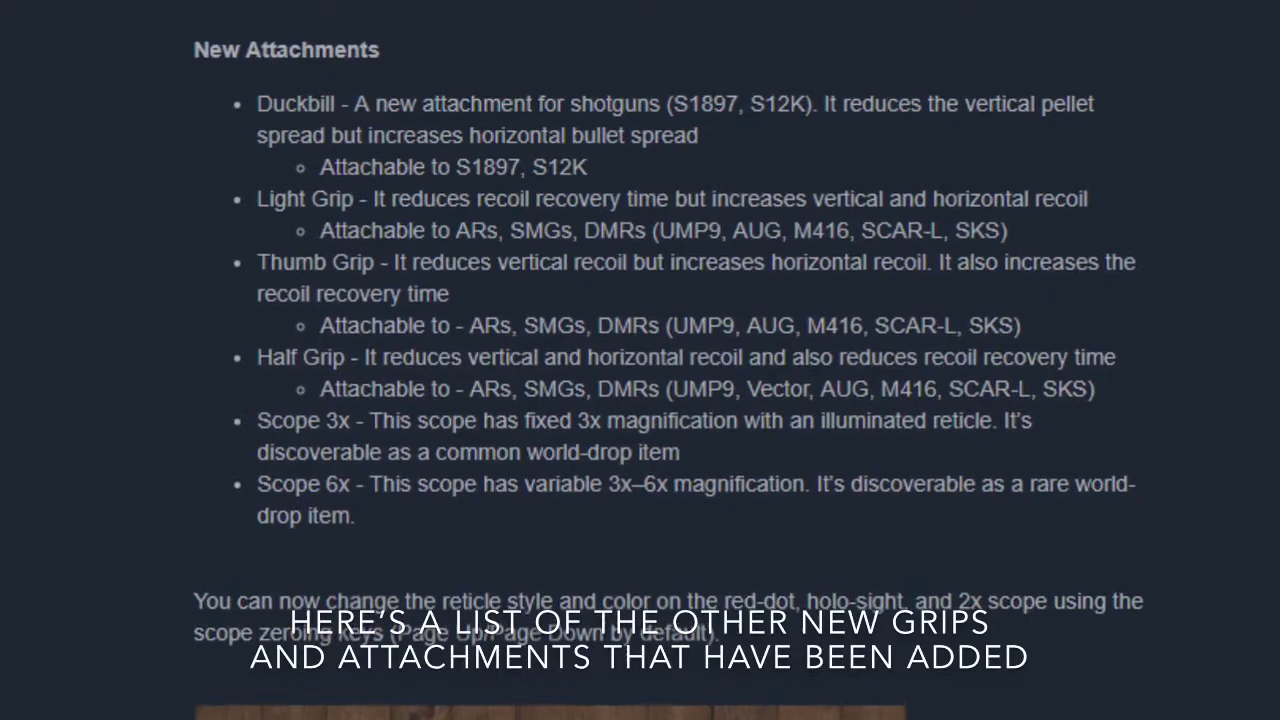 New Attachments
• Duckbill - A new attachment for shotguns (S1897, S12K). It reduces the vertical pellet
spread but increases horizontal bullet spread
◦ Attachable to S1897, S12K
• Light Grip - It reduces recoil recovery time but increases vertical and horizontal recoil
◦ Attachable to ARs, SMGs, DMRs (UMP9, AUG, M416, SCAR-L, SKS)
• Thumb Grip - It reduces vertical recoil but increases horizontal recoil. It also increases the
recoil recovery time
◦ Attachable to - ARs, SMGs, DMRs (UMP9, AUG, M416, SCAR-L, SKS)
• Half Grip - It reduces vertical and horizontal recoil and also reduces recoil recovery time
◦ Attachable to - ARs, SMGs, DMRs (UMP9, Vector, AUG, M416, SCAR-L, SKS)
• Scope 3x - This scope has fixed 3x magnification with an illuminated reticle. It's
discoverable as a common world-drop item
• Scope 6x - This scope has variable 3x–6x magnification. It's discoverable as a rare world-
drop item.
You can now change the reticle style and color on the red-dot, holo-sight, and 2x scope using the
scope zeroing keys (Page Up/Page Down by default).
HERE'S A LIST OF THE OTHER NEW GRIPS
AND ATTACHMENTS THAT HAVE BEEN ADDED